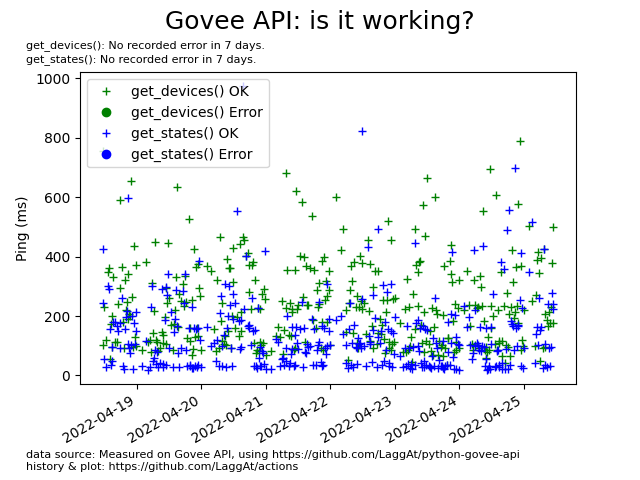 Govee API: is it working?
get_devices(): No recorded error in 7 days.
get_states(): No recorded error in 7 days.
1000
800
600
400
200
0
Ping (ms)
get_devices() OK
get_devices() Error
get_states() OK
get_states() Error
2022-04-19
2022-04-20
2022-04-21
2022-04-22
2022-04-23
2022-04-24
2022-04-25
data source: Measured on Govee API, using https://github.com/LaggAt/python-govee-api
history & plot: https://github.com/LaggAt/actions